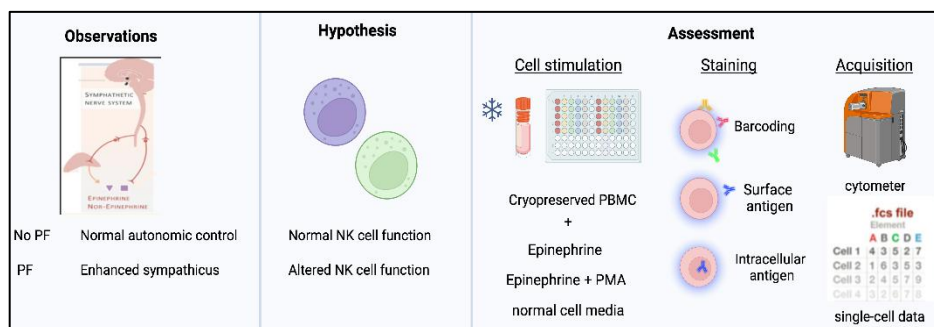 Observations
SYMPHATHETIC
NERVE SYSTEM
EPINEPHRINE
NON-EPINEPHRINE
No PF Normal autonomic control
PF Enhanced sympathicus
Hypothesis
Normal NK cell function
Altered NK cell function
Assessment
Cell stimulation
Cryopreserved PBMC
+
Epinephrine
Epinephrine + PMA
normal cell media
Staining
Barcoding
Surface
antigen
Intracellular
antigen
Acquisition
cytometer
.fcs file
Element
A B C D E
Cell 1 4 3 5 2 7
Cell 2 1 6 3 5 3
Cell 3 2 4 5 7 9
Cell 4 3 2 6 7 8
single-cell data